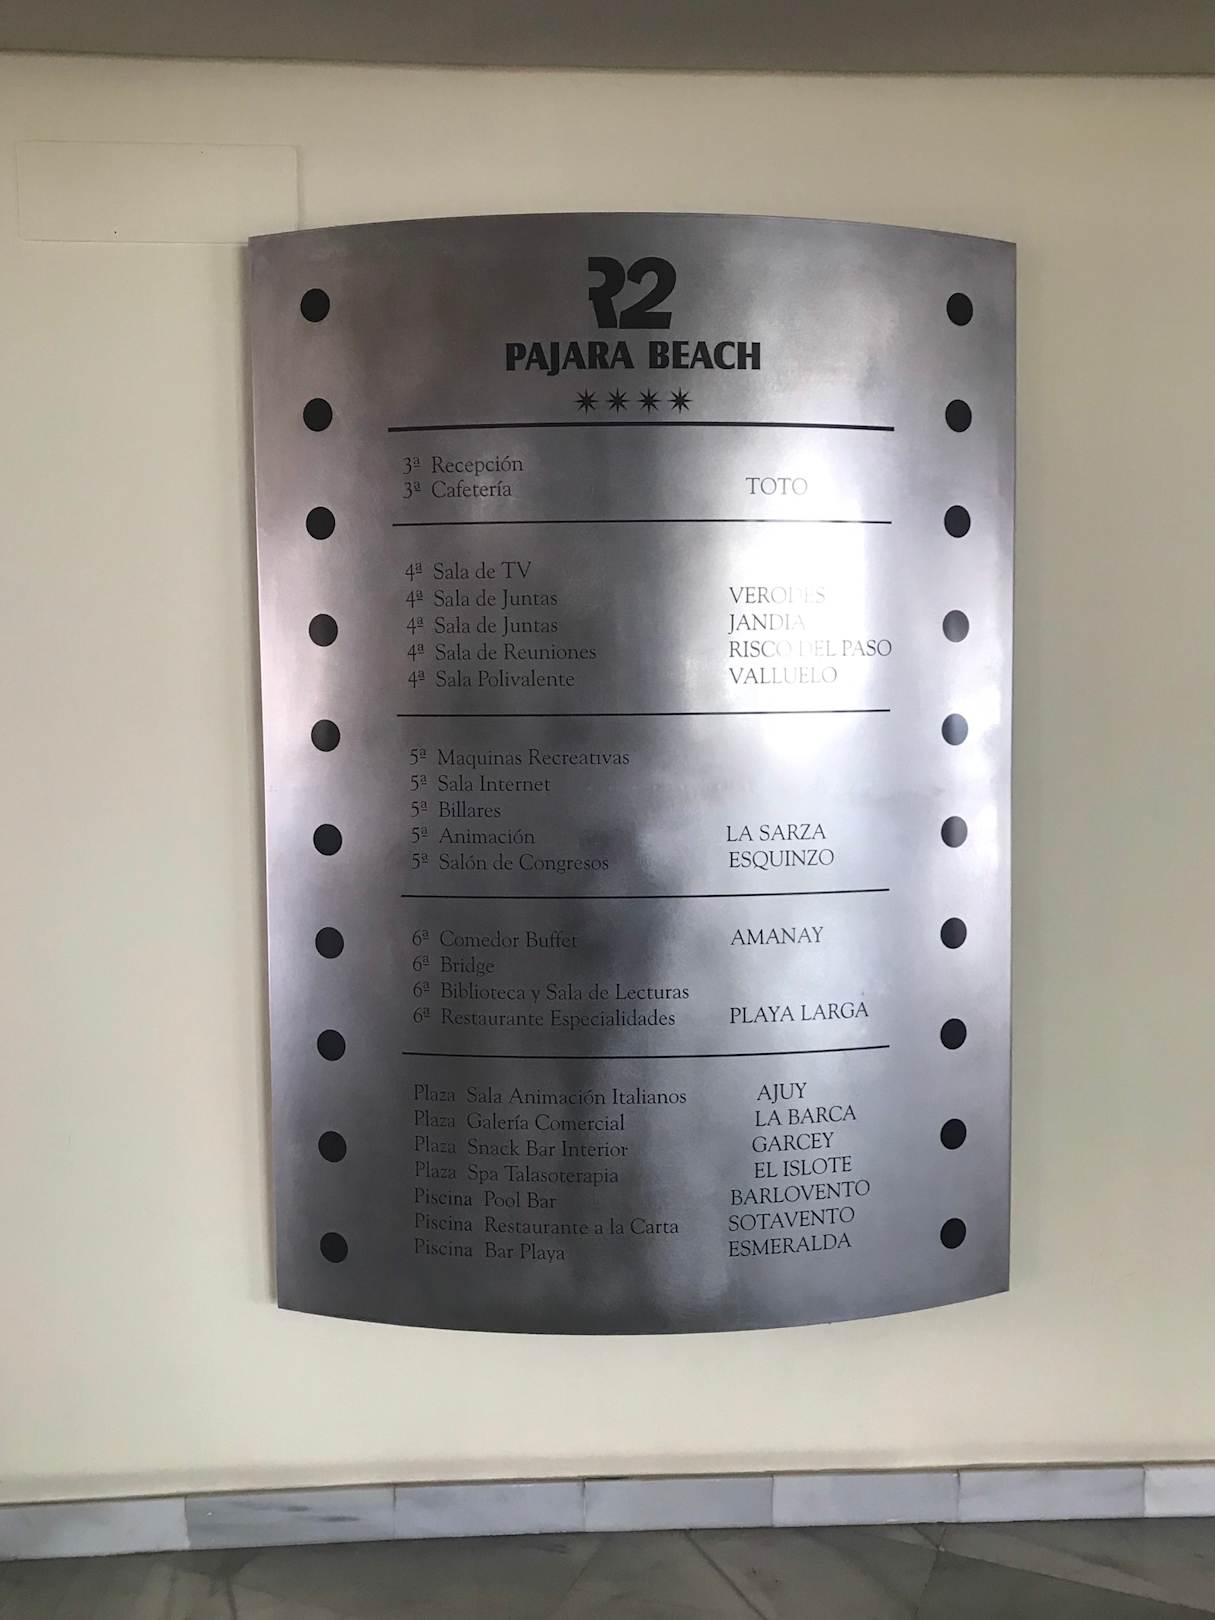 R2
PAJARA BEACH
3ª Recepción
3ª Cafetería TOTO
4ª Sala de TV
4ª Sala de Juntas VERODES
4ª Sala de Juntas JANDIA
4ª Sala de Reuniones RISCO DEL PASO
4ª Sala Polivalente VALLUELO
5ª Maquinas Recreativas
5ª Sala Internet
5ª Billares
5ª Animación LA SARZA
5ª Salón de Congresos ESQUINZO
6ª Comedor Buffet AMANAY
6ª Bridge
6ª Biblioteca y Sala de Lecturas
6ª Restaurante Especialidades PLAYA LARGA
Plaza Sala Animación Italianos AJUY
Plaza Galería Comercial LA BARCA
Plaza Snack Bar Interior GARCEY
Plaza Spa Talasoterapia EL ISLOTE
Piscina Pool Bar BARLOVENTO
Piscina Restaurante a la Carta SOTAVENTO
Piscina Bar Playa ESMERALDA